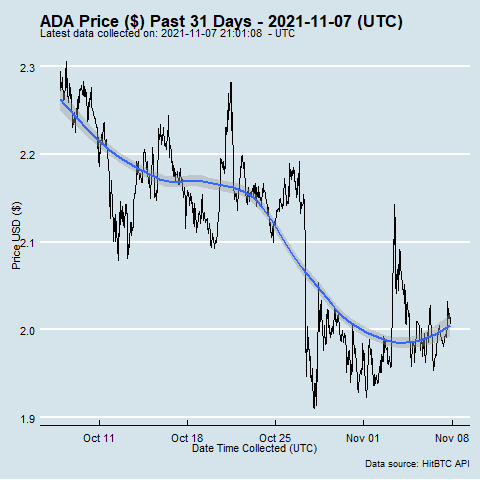 ADA Price ($) Past 31 Days - 2021-11-07 (UTC)
Latest data collected on: 2021-11-07 21:01:08 - UTC
2.3
2.2
2.1
2.0
1.9
Price USD ($)
Oct 11 Oct 18 Oct 25 Nov 01 Nov 08
Date Time Collected (UTC)
Data source: HitBTC API